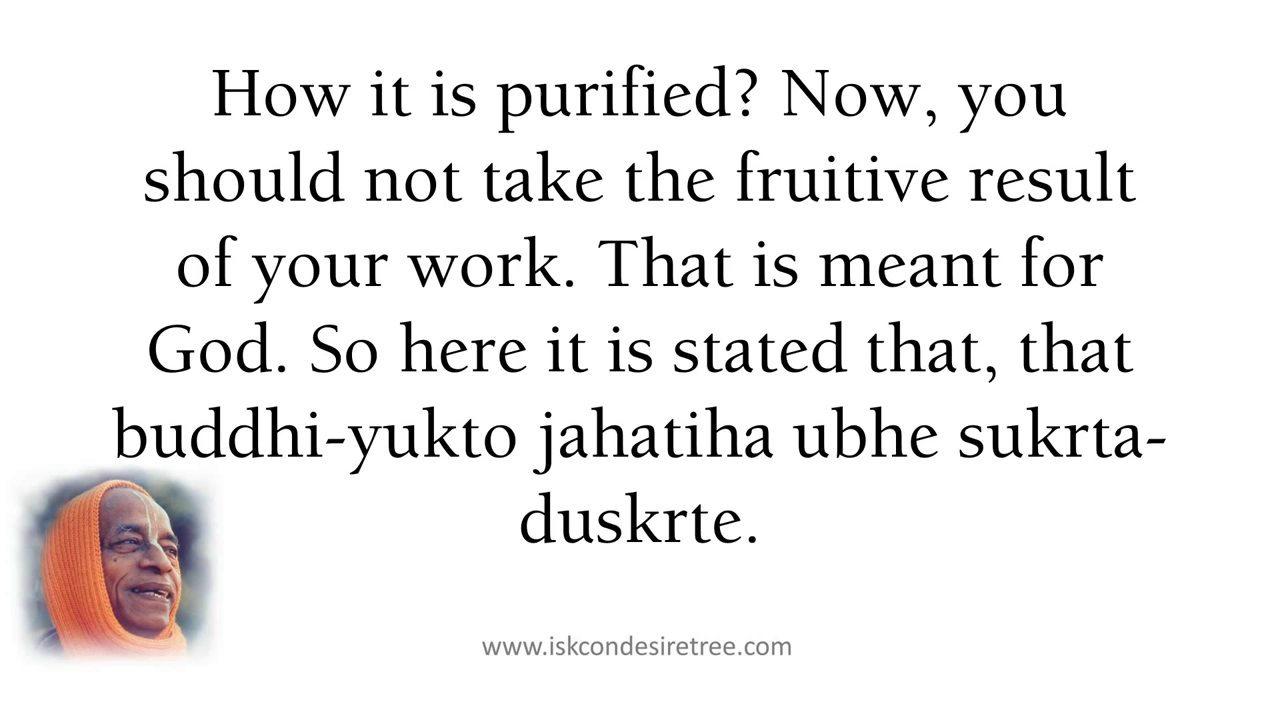 How it is purified? Now, you
should not take the fruitive result
of your work. That is meant for
God. So here it is stated that, that
buddhi-yukto jahatiha ubhe sukrta-
duskrte.
www.iskcondesiretree.com